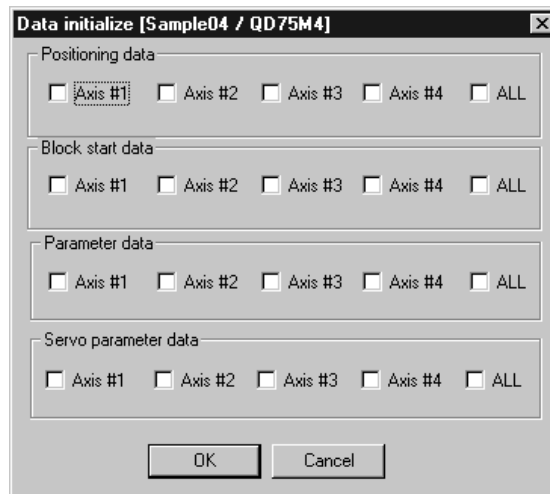 Data initialize [Sample04 / QD75M4]
Positioning data
Axis #1 Axis #2 Axis #3 Axis #4 ALL
Block start data
Axis #1 Axis #2 Axis #3 Axis #4 ALL
Parameter data
Axis #1 Axis #2 Axis #3 Axis #4 ALL
Servo parameter data
Axis #1 Axis #2 Axis #3 Axis #4 ALL
OK Cancel